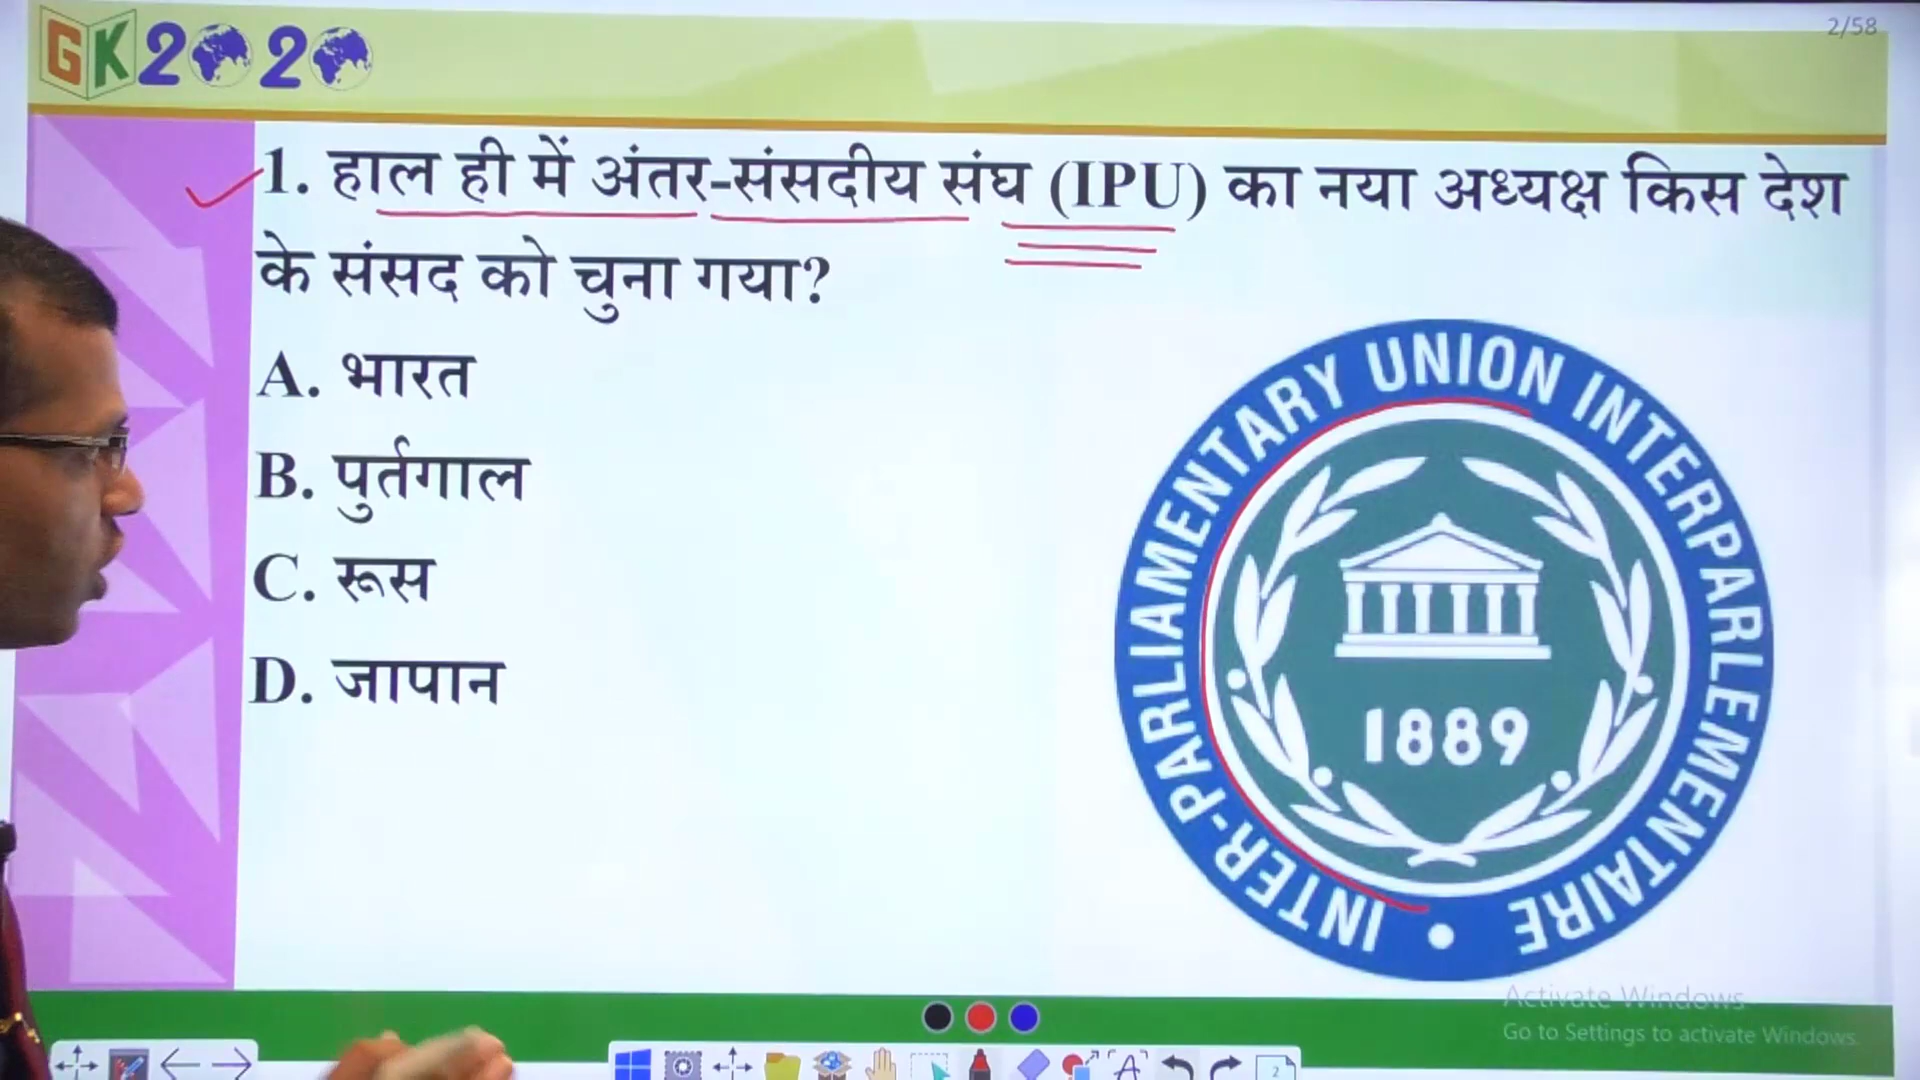 GK2020
2/58
1. हाल ही में अंतर-संसदीय संघ (IPU) का नया अध्यक्ष किस देश
के संसद को चुना गया?
A. भारत
B. पुर्तगाल
C. रूस
D. जापान
INTER-PARLIAMENTARY UNION INTERPARLEMENTAIRE
1889
Activate Windows
Go to Settings to activate Windows.
2